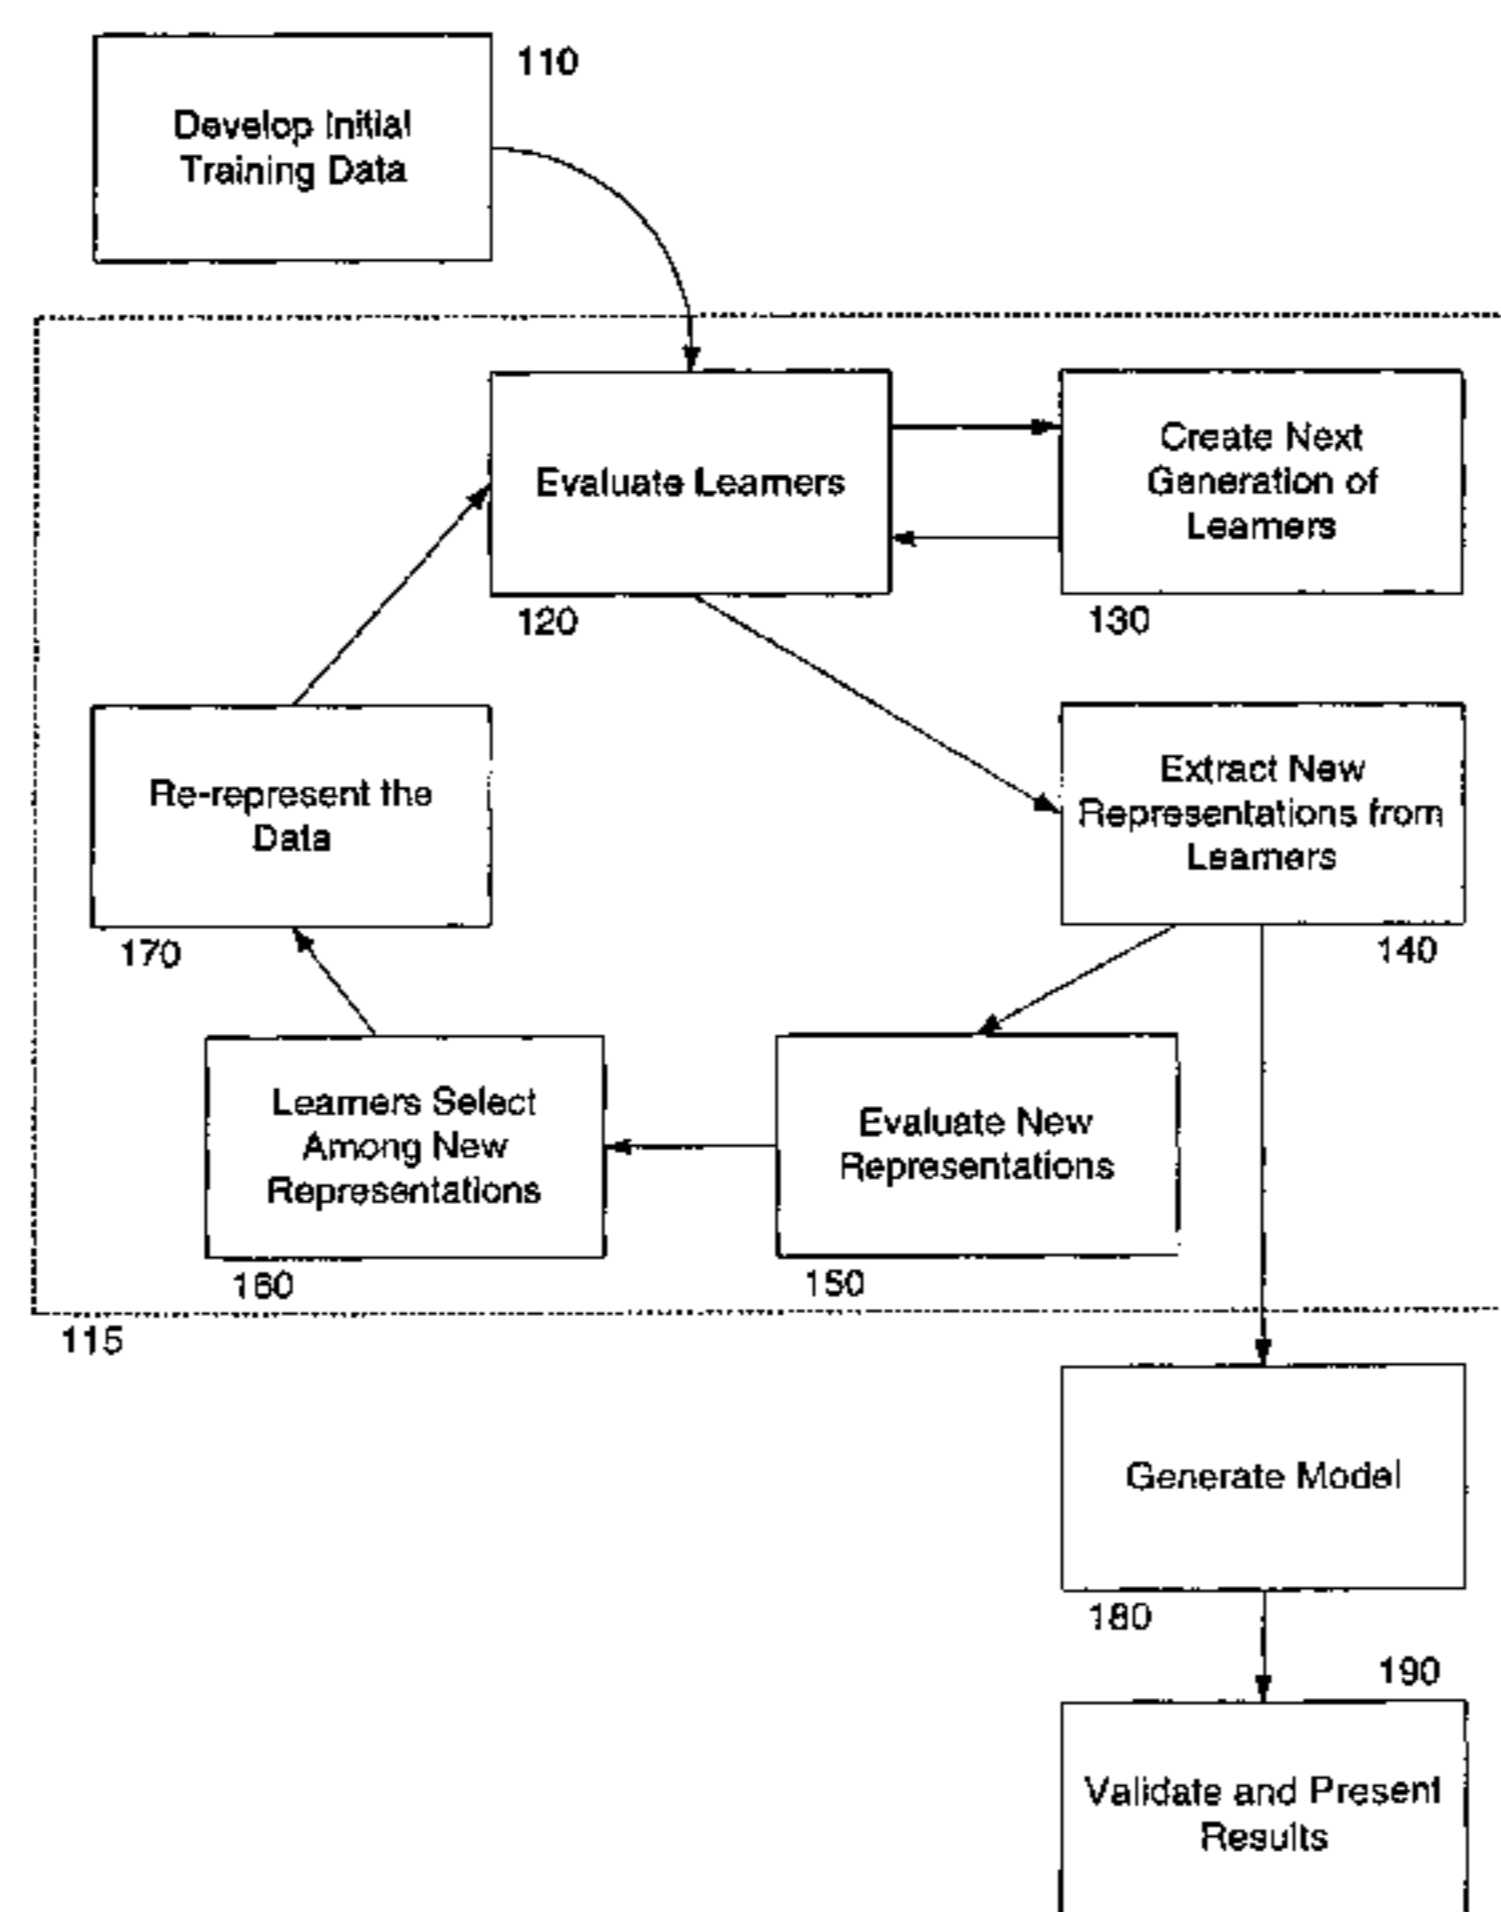 110
Develop Initial
Training Data
Evaluate Learners
120
Create Next
Generation of
Learners
130
Re-represent the
Data
170
Extract New
Representations from
Learners
140
Learners Select
Among New
Representations
160
Evaluate New
Representations
150
115
Generate Model
180
190
Validate and Present
Results